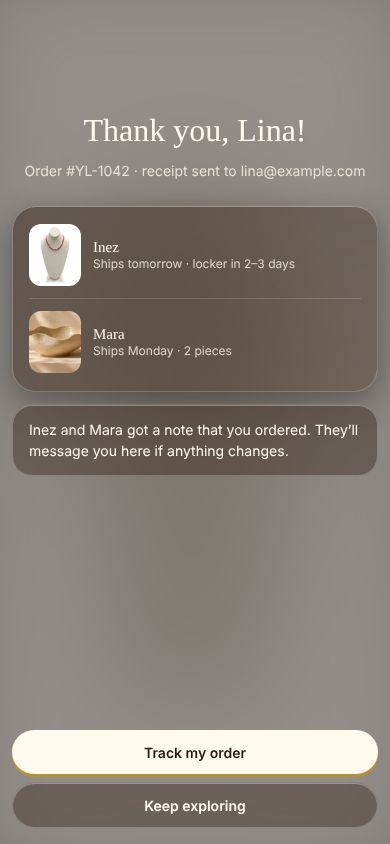 Thank you, Lina!
Order #YL-1042 · receipt sent to lina@example.com
Inez
Ships tomorrow · locker in 2–3 days
Mara
Ships Monday · 2 pieces
Inez and Mara got a note that you ordered. They’ll
message you here if anything changes.
Track my order
Keep exploring